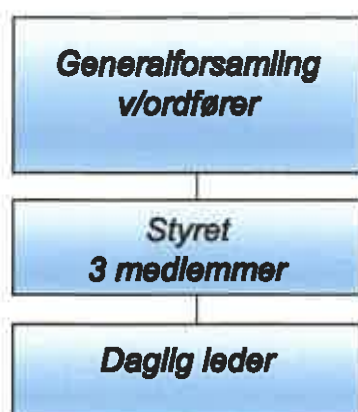 Generalforsamling
v/ordfører
Styret
3 medlemmer
Daglig leder